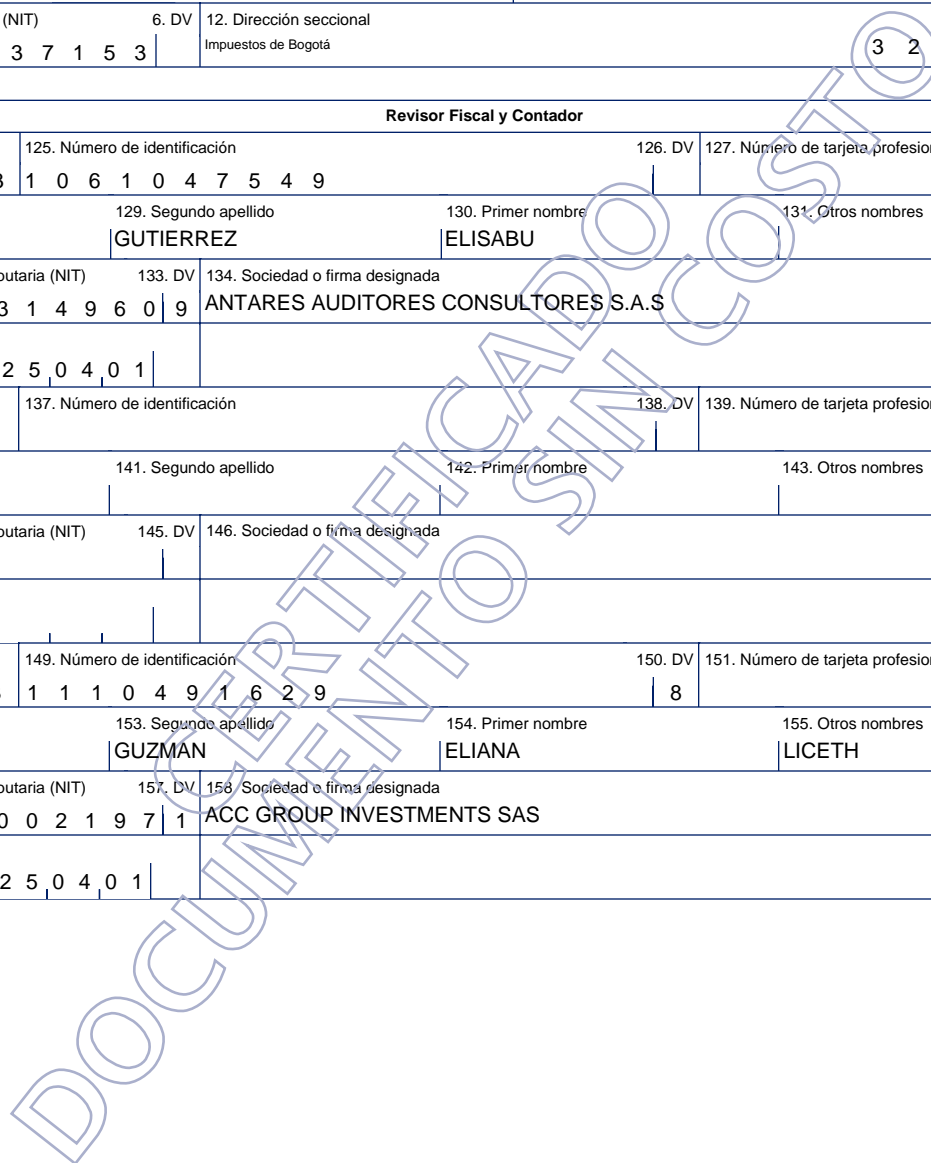 (NIT) 6. DV 12. Dirección seccional
3 7 1 5 3 Impuestos de Bogotá 3 2
Revisor Fiscal y Contador
125. Número de identificación 126. DV 127. Número de tarjeta profesion
1 0 6 1 0 4 7 5 4 9
129. Segundo apellido 130. Primer nombre 131. Otros nombres
GUTIERREZ ELISABU
butaria (NIT) 133. DV 134. Sociedad o firma designada
3 1 4 9 6 0 9 ANTARES AUDITORES CONSULTORES S.A.S
2 5 0 4 0 1
137. Número de identificación 138. DV 139. Número de tarjeta profesion
141. Segundo apellido 142. Primer nombre 143. Otros nombres
butaria (NIT) 145. DV 146. Sociedad o firma designada
149. Número de identificación 150. DV 151. Número de tarjeta profesion
1 1 1 0 4 9 1 6 2 9 8
153. Segundo apellido 154. Primer nombre 155. Otros nombres
GUZMAN ELIANA LICETH
butaria (NIT) 157. DV 158. Sociedad o firma designada
0 0 2 1 9 7 1 ACC GROUP INVESTMENTS SAS
2 5 0 4 0 1
CERTIFICADO
DOCUMENTO SIN COSTO